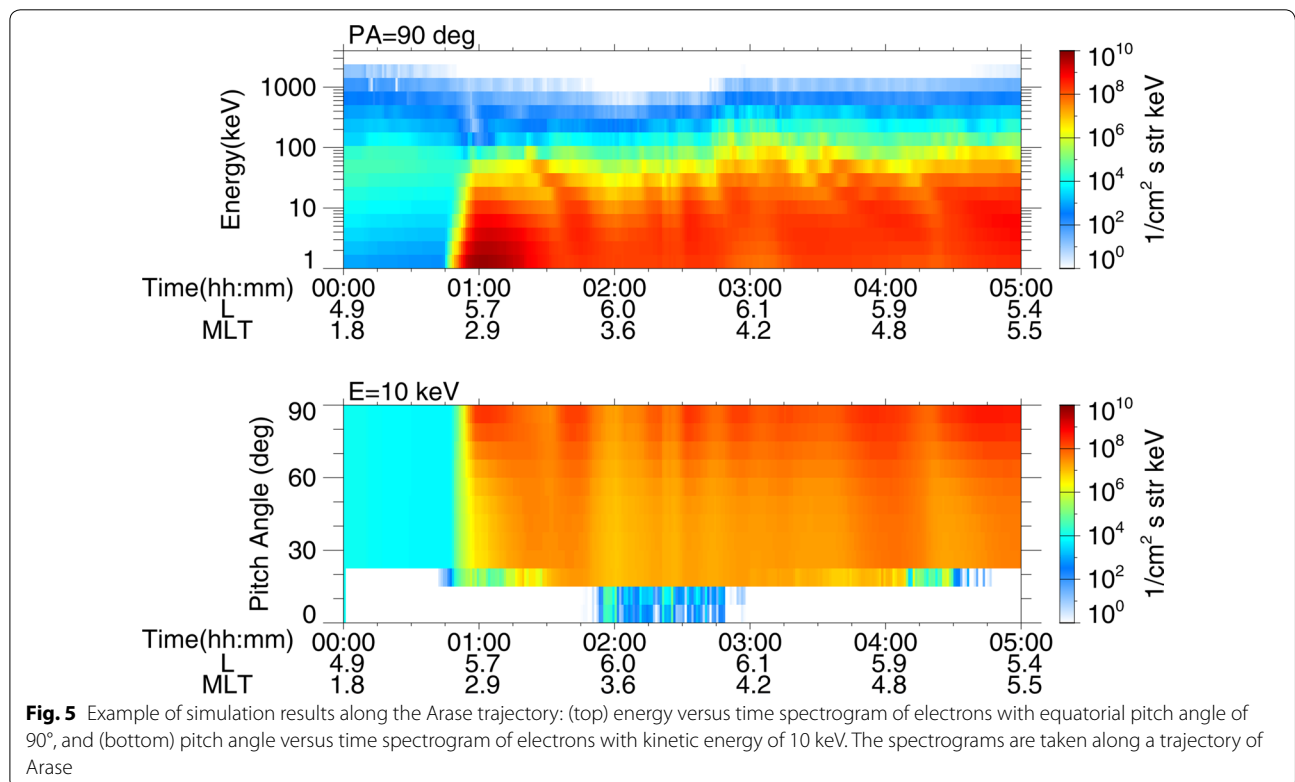 PA=90 deg
Energy(keV)
1000
100
10
1
10^10
10^8
10^6
10^4
10^2
10^0
1/cm^2 s str keV
Time(hh:mm) 00:00 01:00 02:00 03:00 04:00 05:00
L 4.9 5.7 6.0 6.1 5.9 5.4
MLT 1.8 2.9 3.6 4.2 4.8 5.5
E=10 keV
Pitch Angle (deg)
90
60
30
0
10^10
10^8
10^6
10^4
10^2
10^0
1/cm^2 s str keV
Time(hh:mm) 00:00 01:00 02:00 03:00 04:00 05:00
L 4.9 5.7 6.0 6.1 5.9 5.4
MLT 1.8 2.9 3.6 4.2 4.8 5.5
Fig. 5 Example of simulation results along the Arase trajectory: (top) energy versus time spectrogram of electrons with equatorial pitch angle of
90°, and (bottom) pitch angle versus time spectrogram of electrons with kinetic energy of 10 keV. The spectrograms are taken along a trajectory of
Arase